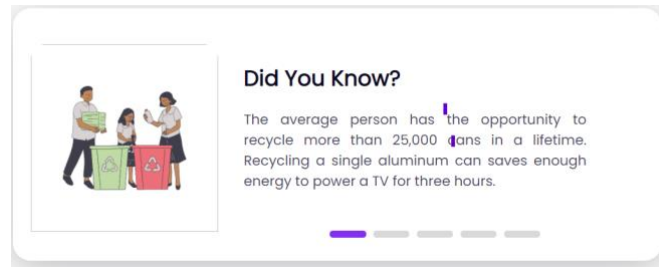 Did You Know?
The average person has the opportunity to
recycle more than 25,000 cans in a lifetime.
Recycling a single aluminum can saves enough
energy to power a TV for three hours.